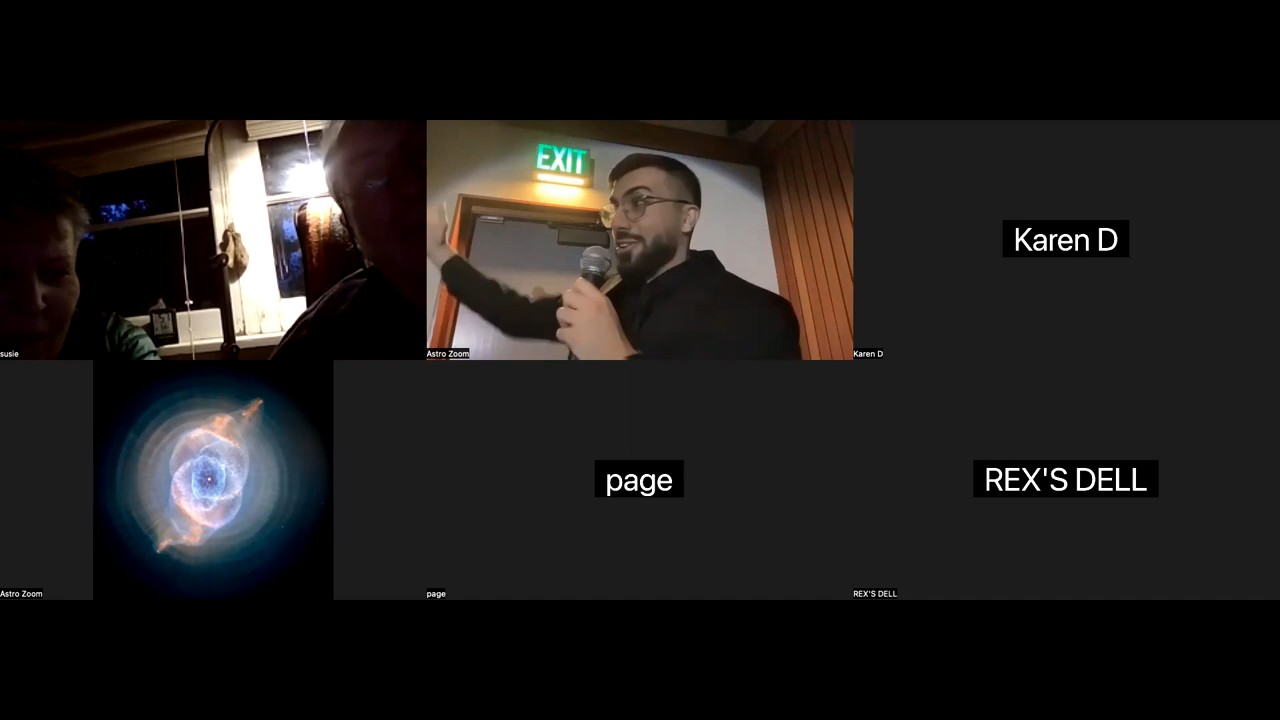 EXIT
Karen D
susie
Astro Zoom
Karen D
page
REX'S DELL
Astro Zoom
page
REX'S DELL